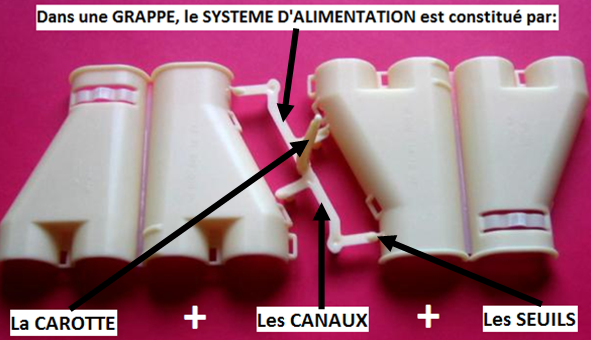 Dans une GRAPPE, le SYSTEME D'ALIMENTATION est constitué par:
La CAROTTE + Les CANAUX + Les SEUILS